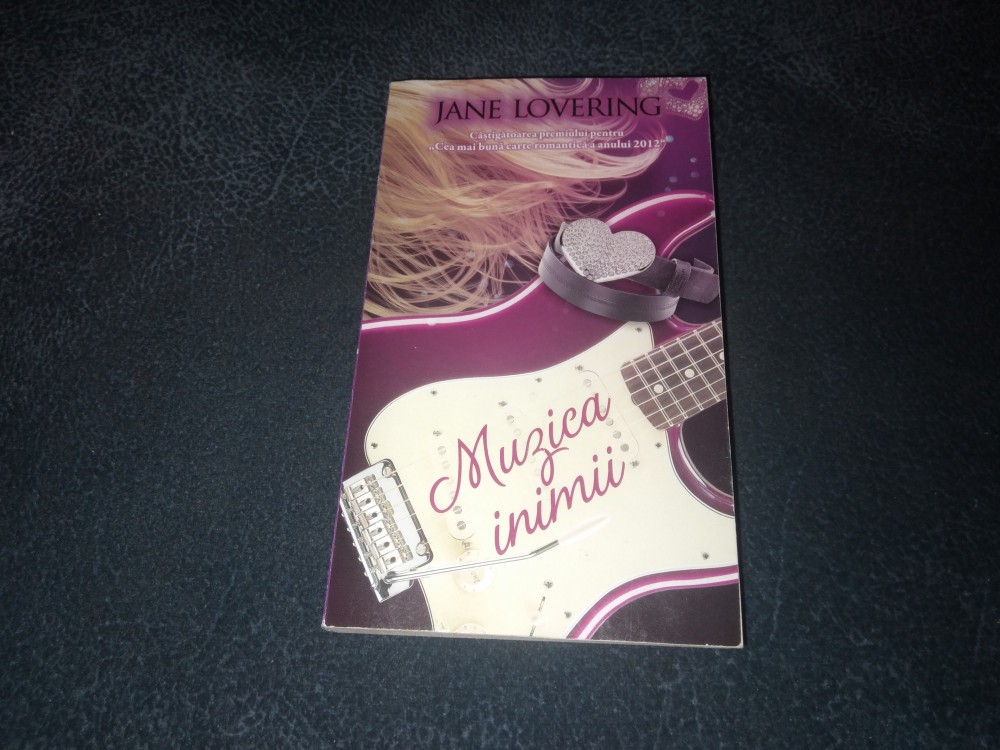 JANE LOVERING
Câștigătoarea premiului pentru
„Cea mai bună carte romantică a anului 2012”
Muzica
inimii